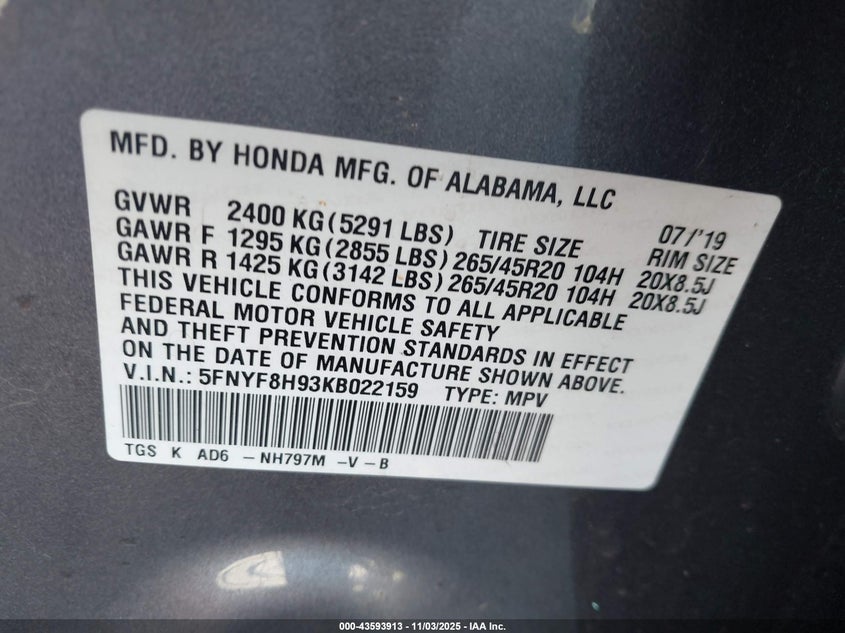 MFD. BY HONDA MFG. OF ALABAMA, LLC
GVWR 2400 KG (5291 LBS) TIRE SIZE 07/'19 RIM SIZE
GAWR F 1295 KG (2855 LBS) 265/45R20 104H 20X8.5J
GAWR R 1425 KG (3142 LBS) 265/45R20 104H 20X8.5J
THIS VEHICLE CONFORMS TO ALL APPLICABLE
FEDERAL MOTOR VEHICLE SAFETY
AND THEFT PREVENTION STANDARDS IN EFFECT
ON THE DATE OF MANUFACTURE SHOWN ABOVE.
V.I.N.: 5FNYF8H93KB022159 TYPE: MPV
TGS K AD6 -NH797M -V-B
000-43593913 - 11/03/2025 - IAA Inc.